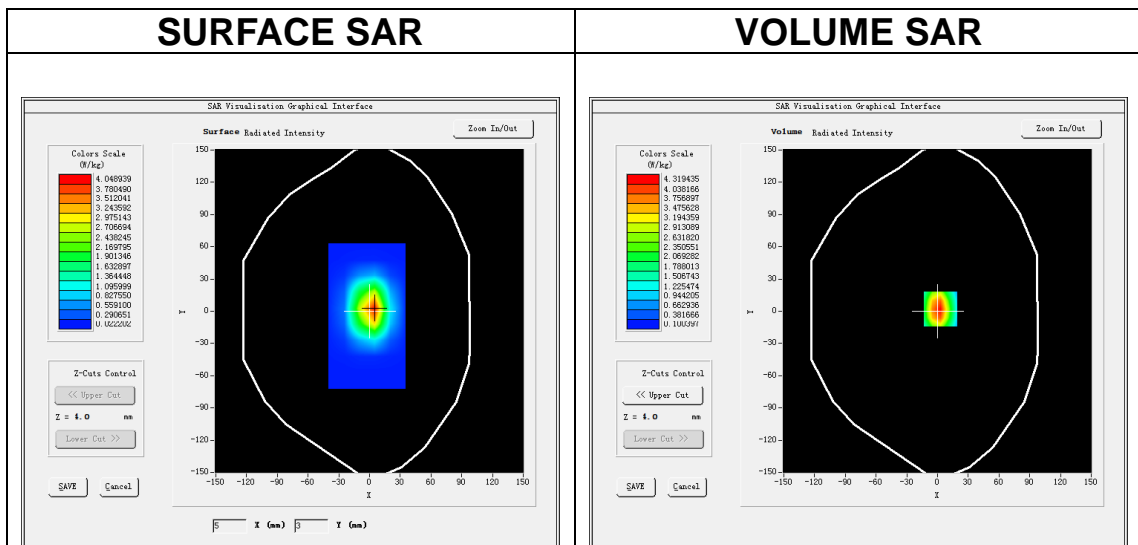 SURFACE SAR
SAR Visualisation Graphical Interface
Surface Radiated Intensity
Zoom In/Out
Colors Scale
(W/kg)
4.048939
3.780490
3.512041
3.243592
2.975143
2.706694
2.438245
2.169795
1.901346
1.632897
1.364448
1.095999
0.827550
0.559100
0.290651
0.022202
Z-Cuts Control
<< Upper Cut
Z = 4.0 mm
Lower Cut >>
SAVE Cancel
150
120
90
60
30
0
-30
-60
-90
-120
-150
Y
-150 -120 -90 -60 -30 0 30 60 90 120 150
X
5 X (mm) 3 Y (mm)
VOLUME SAR
SAR Visualisation Graphical Interface
Volume Radiated Intensity
Zoom In/Out
Colors Scale
(W/kg)
4.319435
4.038166
3.756897
3.475628
3.194359
2.913089
2.631820
2.350551
2.069282
1.788013
1.506743
1.225474
0.944205
0.662936
0.381666
0.100397
Z-Cuts Control
<< Upper Cut
Z = 4.0 mm
Lower Cut >>
SAVE Cancel
150
120
90
60
30
0
-30
-60
-90
-120
-150
Y
-150 -120 -90 -60 -30 0 30 60 90 120 150
X